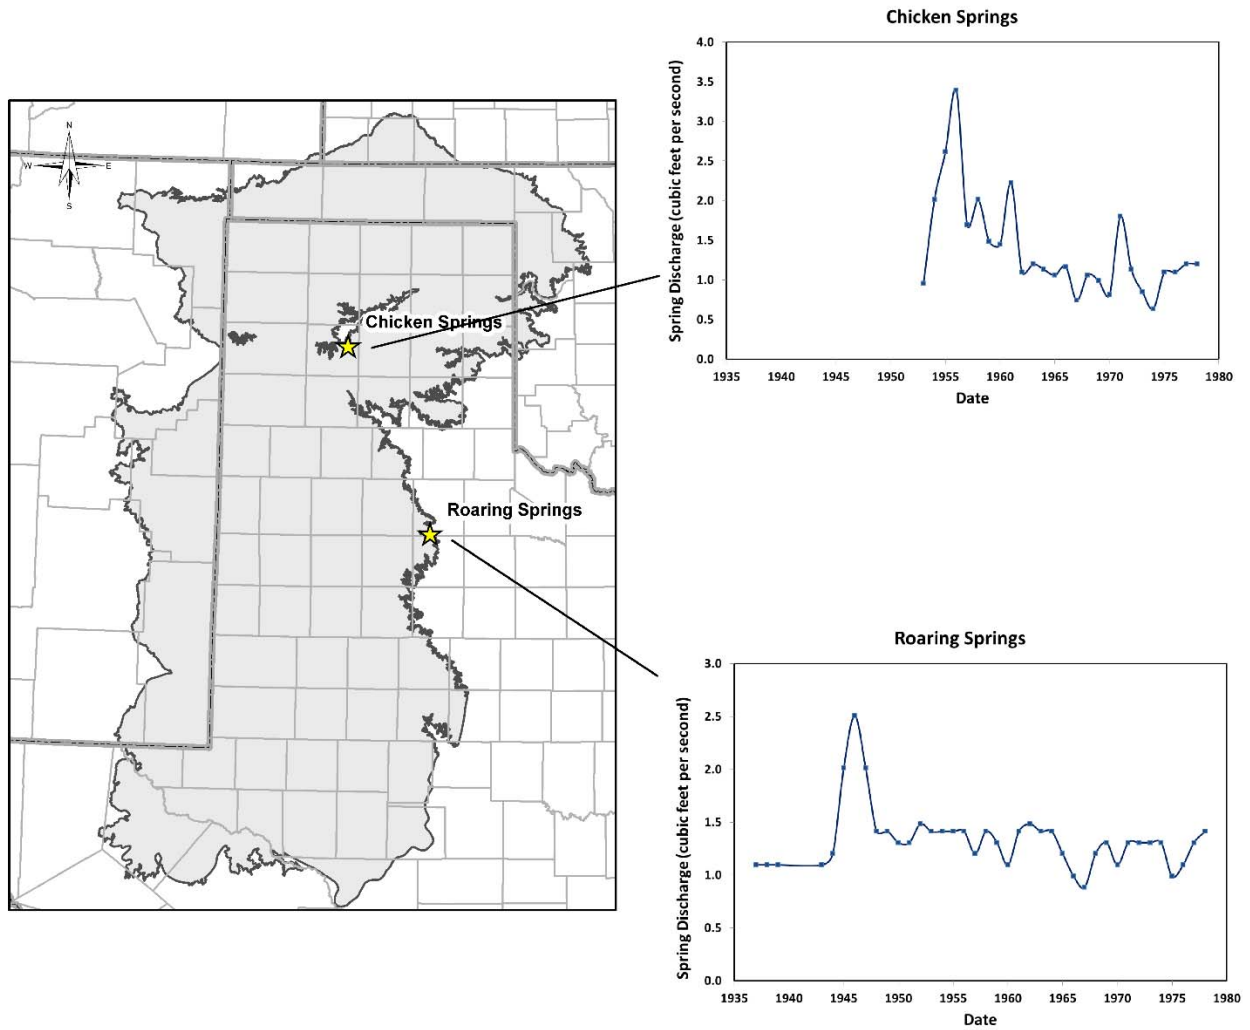 N
W E
S
Chicken Springs
Roaring Springs
Chicken Springs
Spring Discharge (cubic feet per second)
4.0
3.5
3.0
2.5
2.0
1.5
1.0
0.5
0.0
1935 1940 1945 1950 1955 1960 1965 1970 1975 1980
Date
Roaring Springs
Spring Discharge (cubic feet per second)
3.0
2.5
2.0
1.5
1.0
0.5
0.0
1935 1940 1945 1950 1955 1960 1965 1970 1975 1980
Date